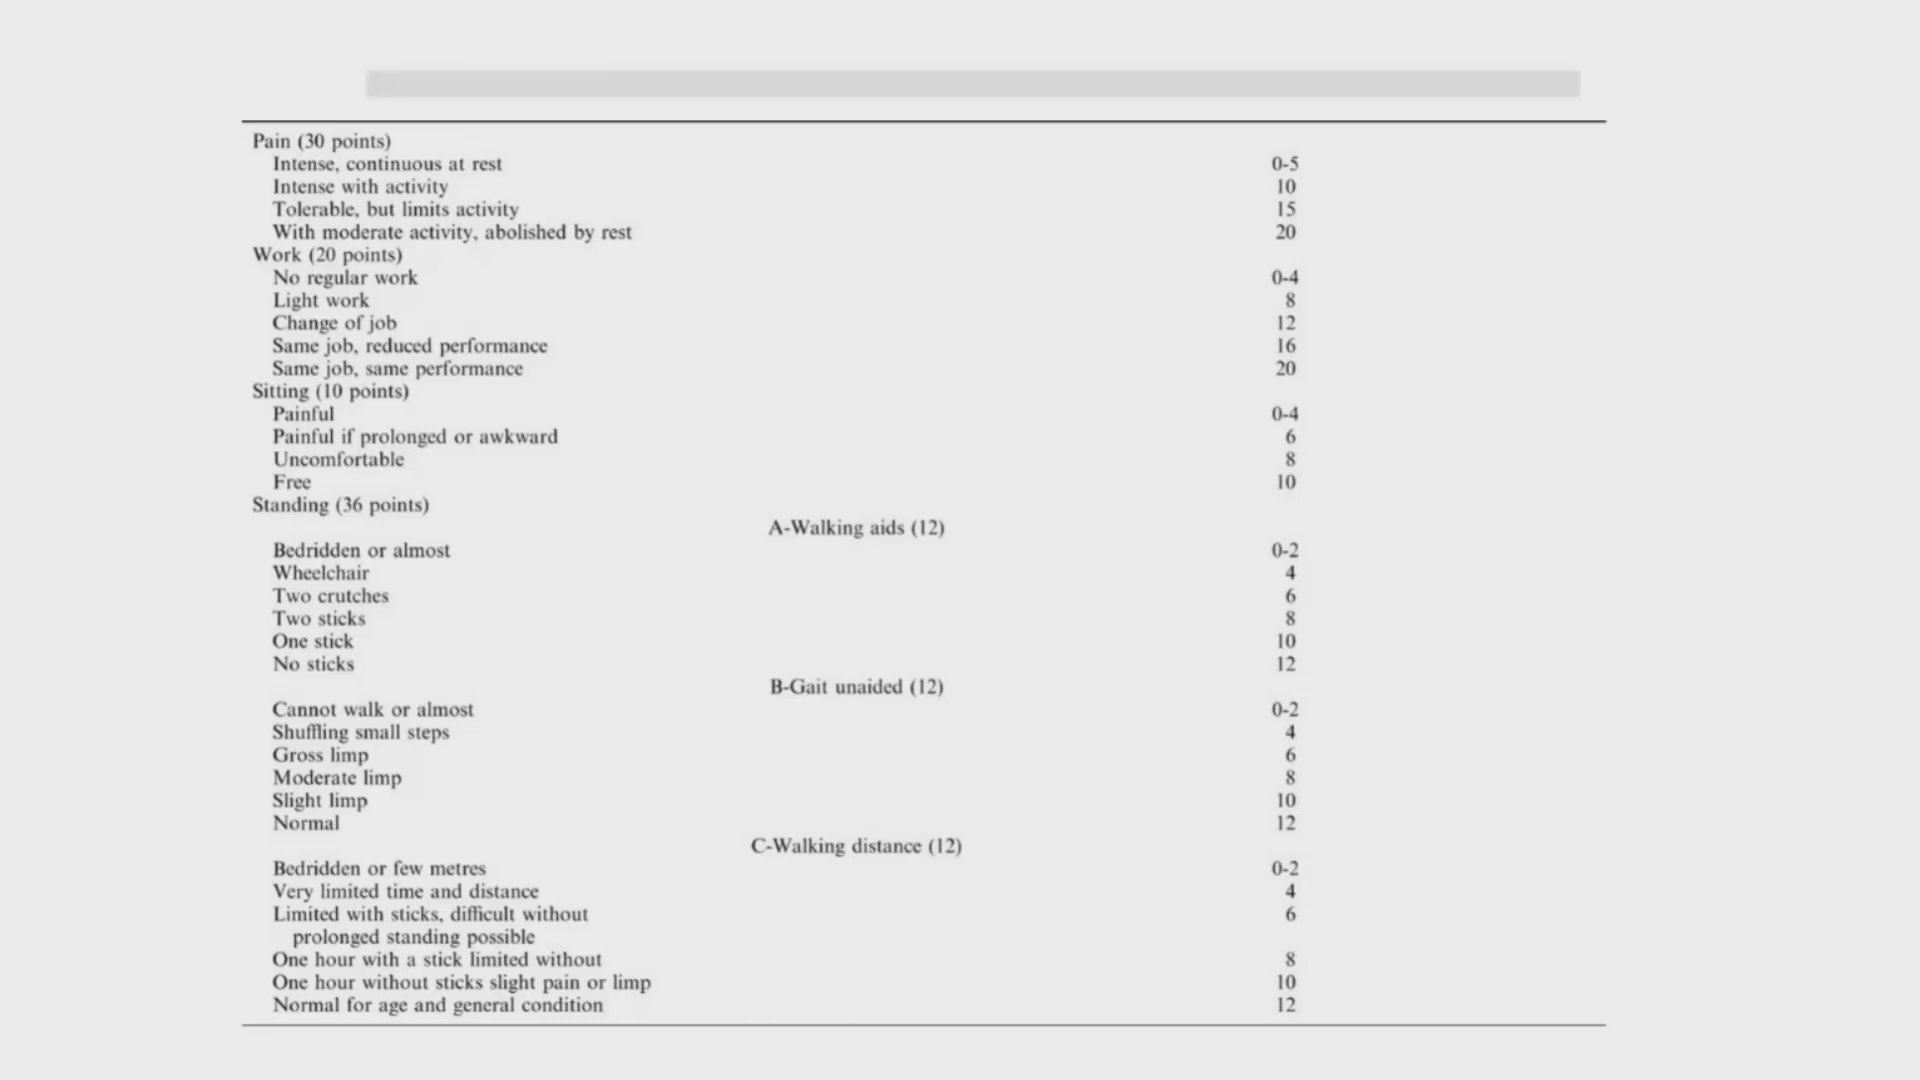 Pain (30 points)
Intense, continuous at rest 0-5
Intense with activity 10
Tolerable, but limits activity 15
With moderate activity, abolished by rest 20
Work (20 points)
No regular work 0-4
Light work 8
Change of job 12
Same job, reduced performance 16
Same job, same performance 20
Sitting (10 points)
Painful 0-4
Painful if prolonged or awkward 6
Uncomfortable 8
Free 10
Standing (36 points)
A-Walking aids (12)
Bedridden or almost 0-2
Wheelchair 4
Two crutches 6
Two sticks 8
One stick 10
No sticks 12
B-Gait unaided (12)
Cannot walk or almost 0-2
Shuffling small steps 4
Gross limp 6
Moderate limp 8
Slight limp 10
Normal 12
C-Walking distance (12)
Bedridden or few metres 0-2
Very limited time and distance 4
Limited with sticks, difficult without 6
prolonged standing possible
One hour with a stick limited without 8
One hour without sticks slight pain or limp 10
Normal for age and general condition 12